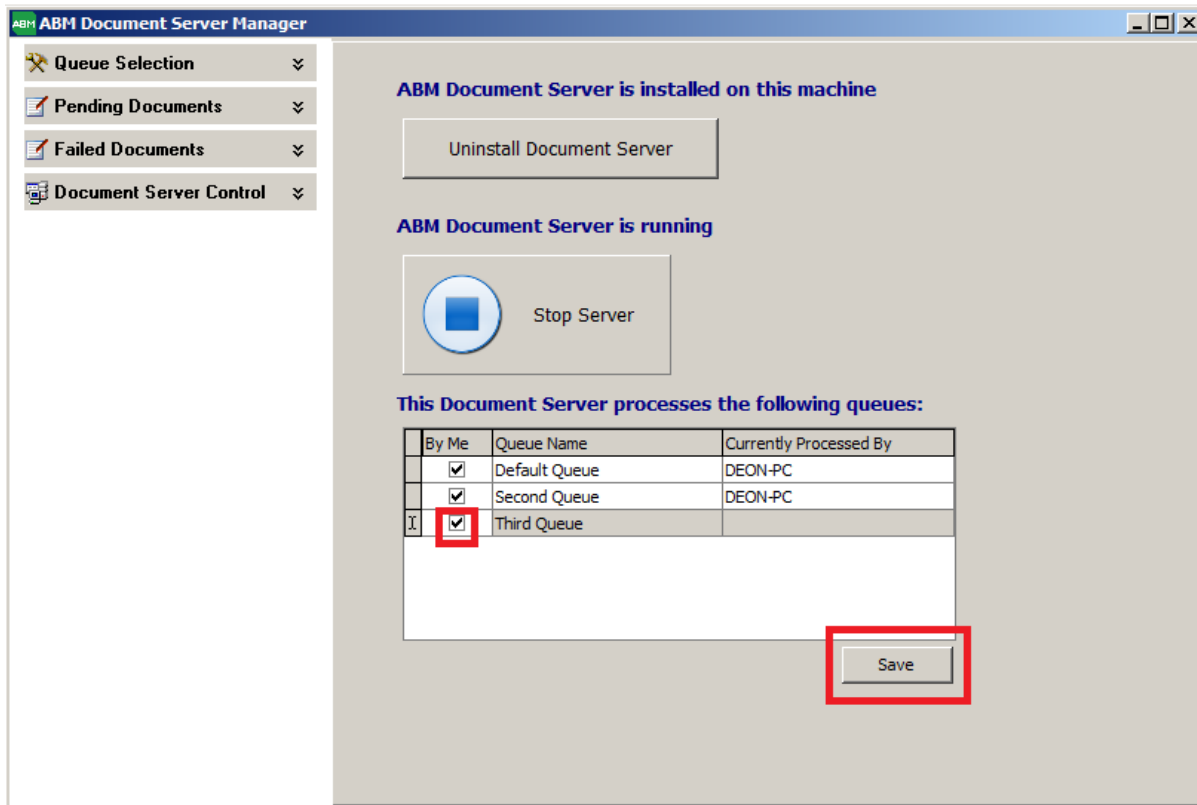 ABM ABM Document Server Manager
Queue Selection
Pending Documents
Failed Documents
Document Server Control
ABM Document Server is installed on this machine
Uninstall Document Server
ABM Document Server is running
Stop Server
This Document Server processes the following queues:
By Me Queue Name Currently Processed By
Default Queue DEON-PC
Second Queue DEON-PC
Third Queue
Save